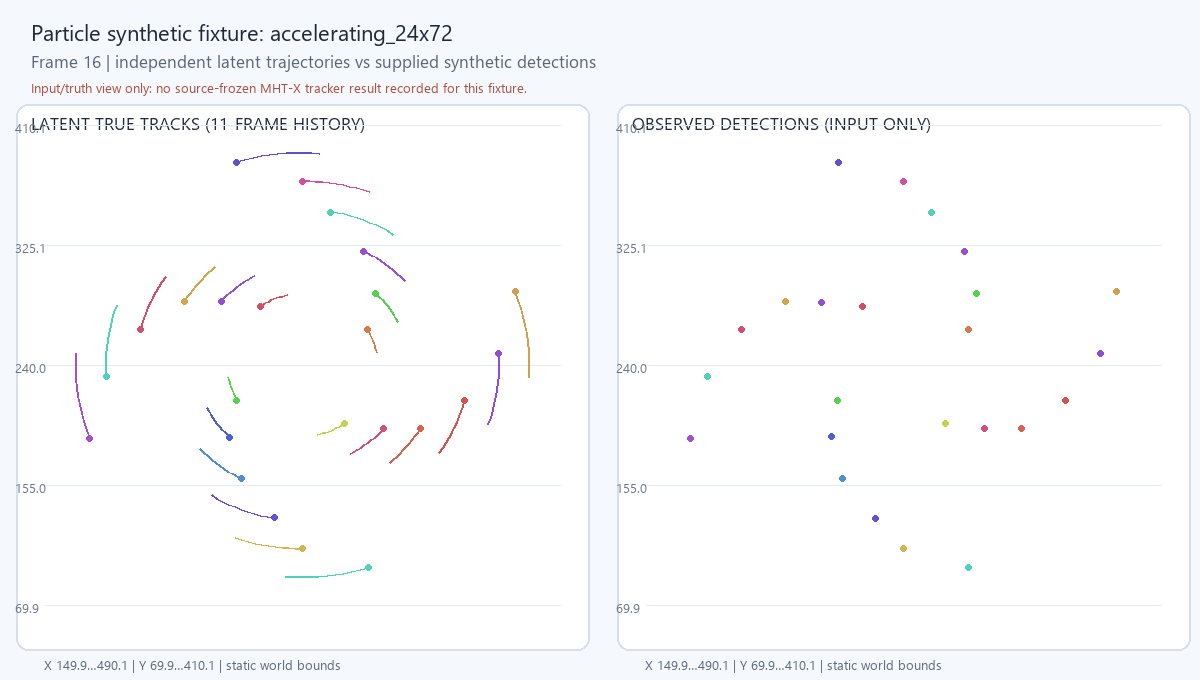 Particle synthetic fixture: accelerating_24x72
Frame 16 | independent latent trajectories vs supplied synthetic detections
Input/truth view only: no source-frozen MHT-X tracker result recorded for this fixture.
LATENT TRUE TRACKS (11-FRAME HISTORY)
410.1
325.1
240.0
155.0
69.9
X 149.9...490.1 | Y 69.9...410.1 | static world bounds
OBSERVED DETECTIONS (INPUT ONLY)
410.1
325.1
240.0
155.0
69.9
X 149.9...490.1 | Y 69.9...410.1 | static world bounds